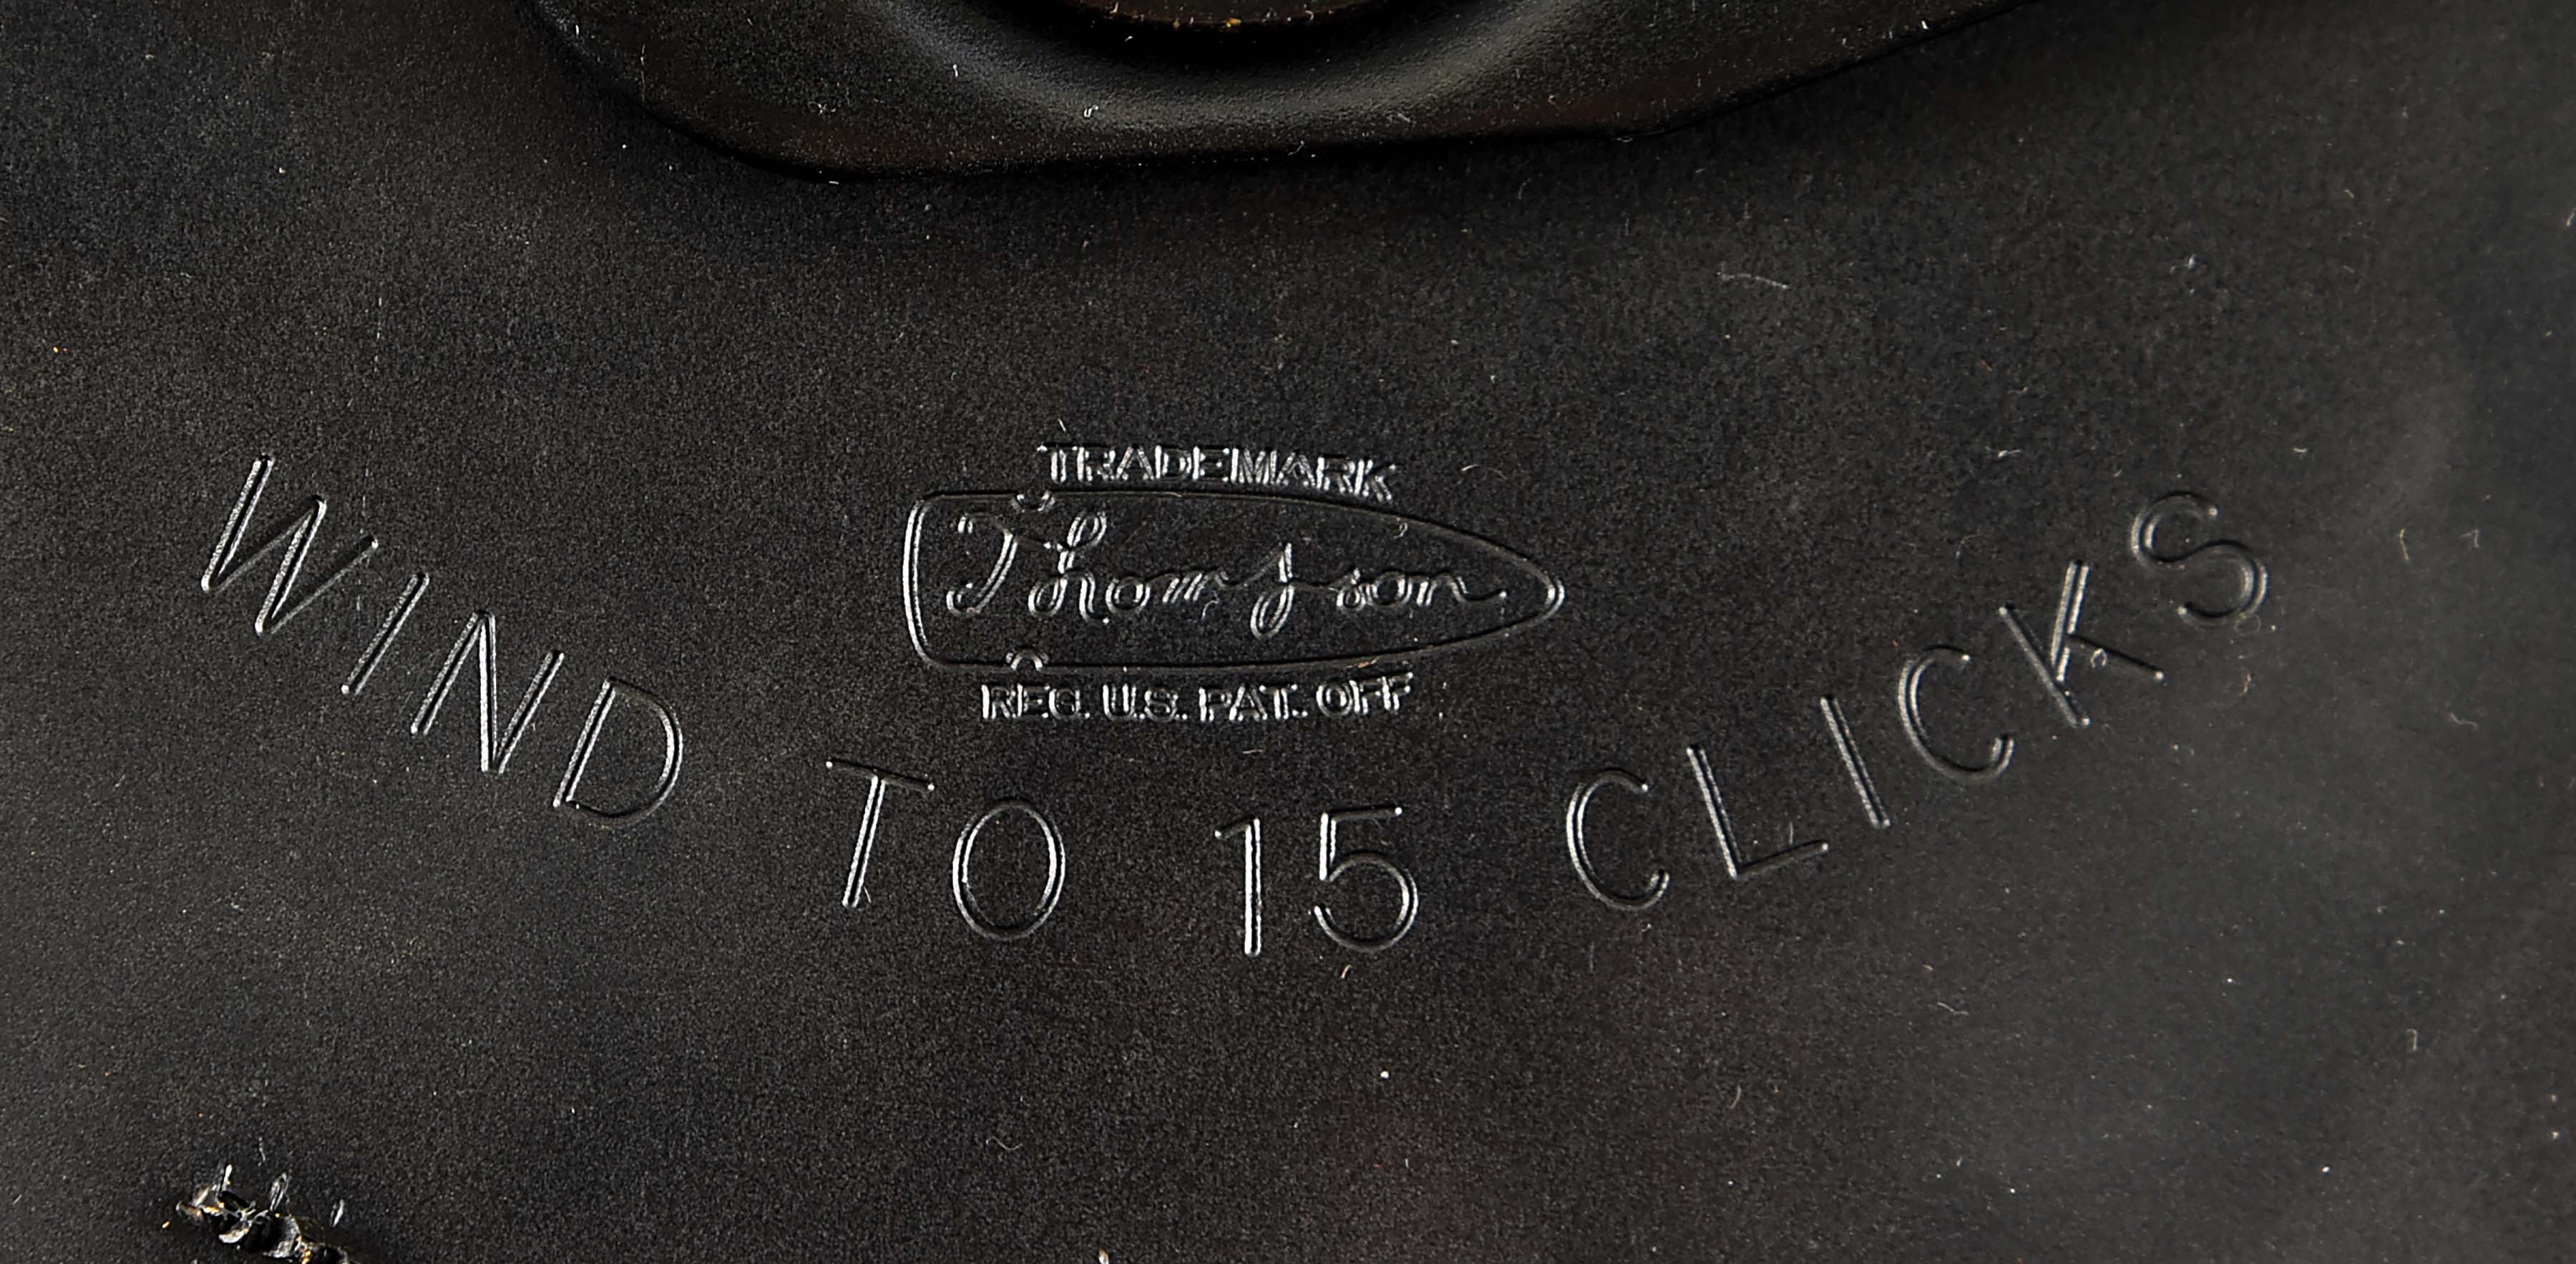 TRADEMARK
Thompson
REG. U.S. PAT. OFF
WIND TO 15 CLICKS